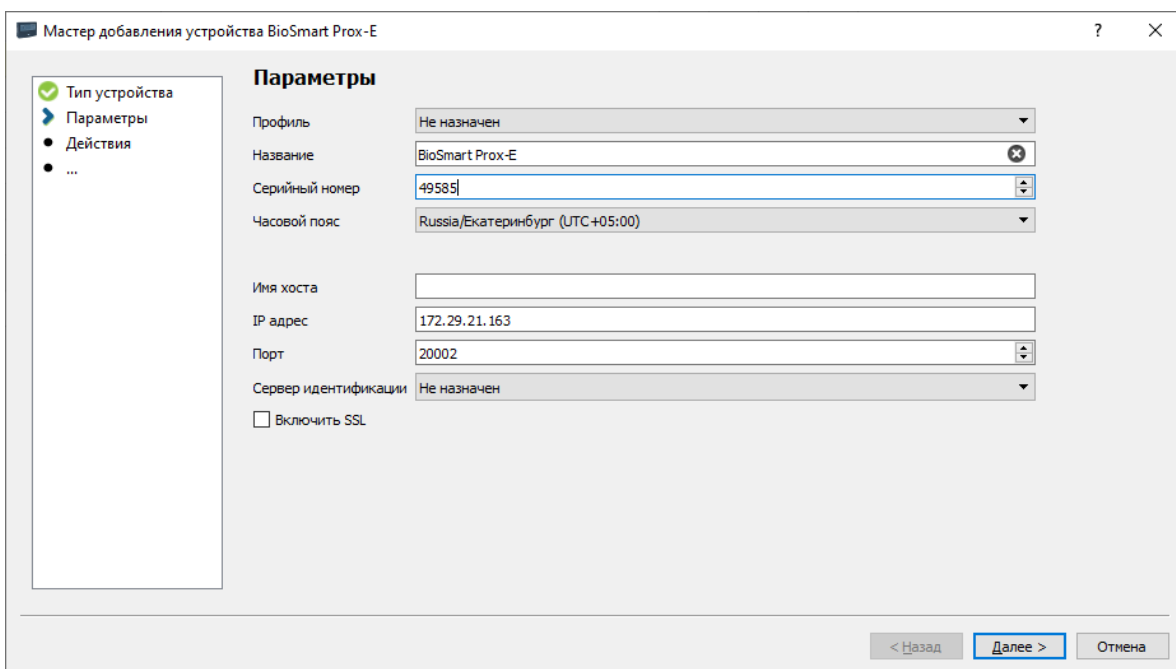 Мастер добавления устройства BioSmart Prox-E
?
Тип устройства
Параметры
Действия
...
Параметры
Профиль Не назначен
Название BioSmart Prox-E
Серийный номер 49585
Часовой пояс Russia/Екатеринбург (UTC+05:00)
Имя хоста
IP адрес 172.29.21.163
Порт 20002
Сервер идентификации Не назначен
Включить SSL
< Назад Далее > Отмена